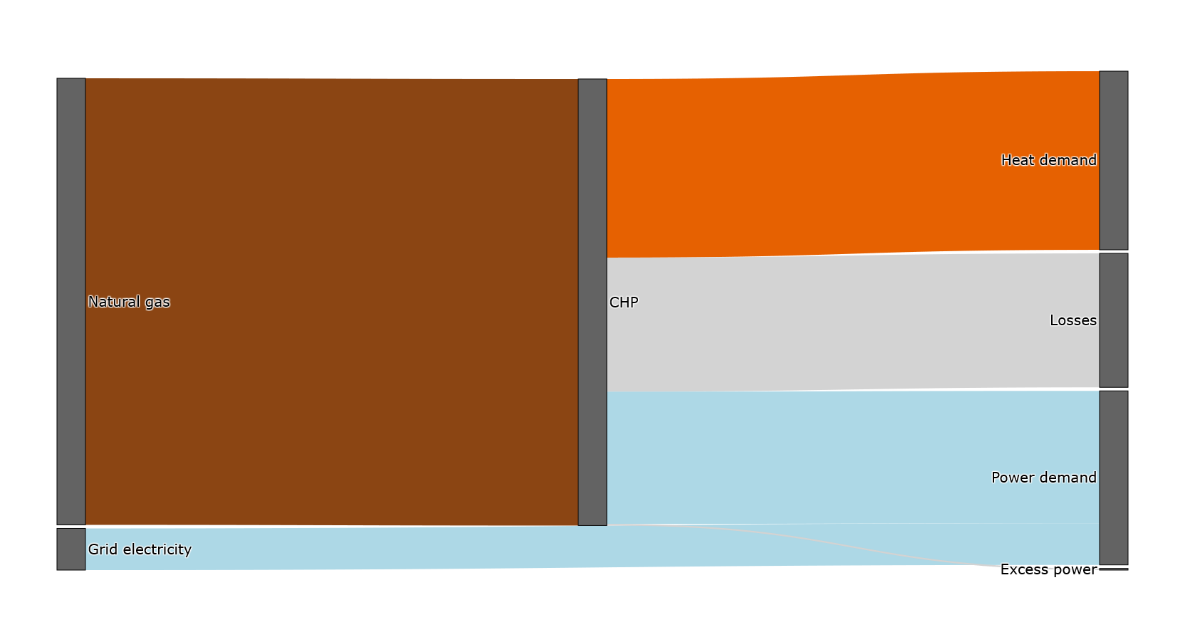 Heat demand
Natural gas
CHP
Losses
Power demand
Grid electricity
Excess power